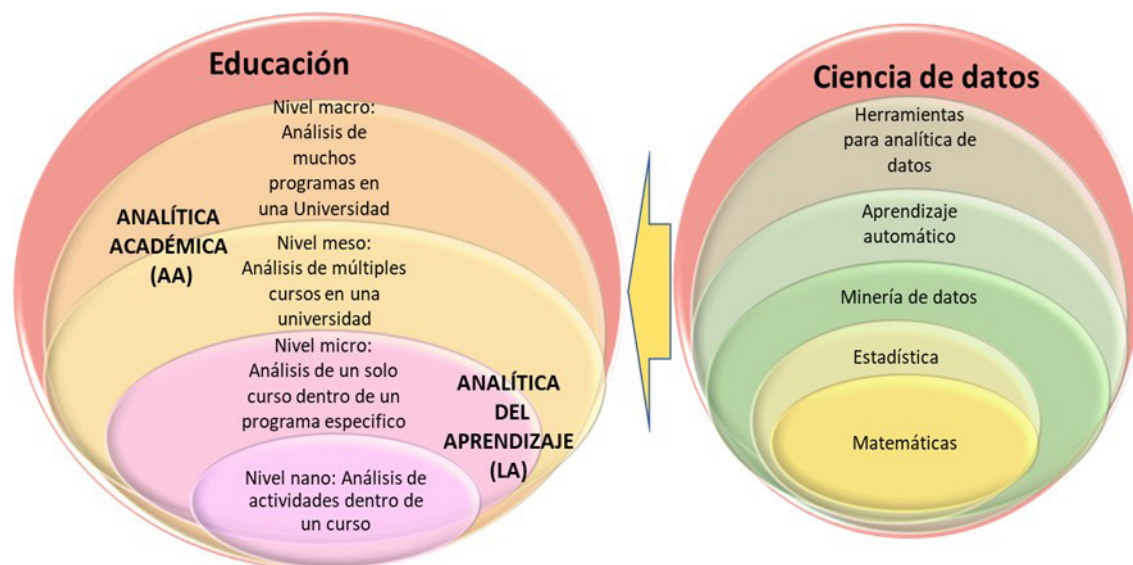 Educación
Nivel macro:
Análisis de
muchos
programas en
una Universidad
ANALÍTICA
ACADÉMICA
(AA)
Nivel meso:
Análisis de múltiples
cursos en una
universidad
Nivel micro:
Análisis de un solo
curso dentro de un
programa especifico
ANALÍTICA
DEL
APRENDIZAJE
(LA)
Nivel nano: Análisis de
actividades dentro de
un curso
Ciencia de datos
Herramientas
para analítica de
datos
Aprendizaje
automático
Minería de datos
Estadística
Matemáticas